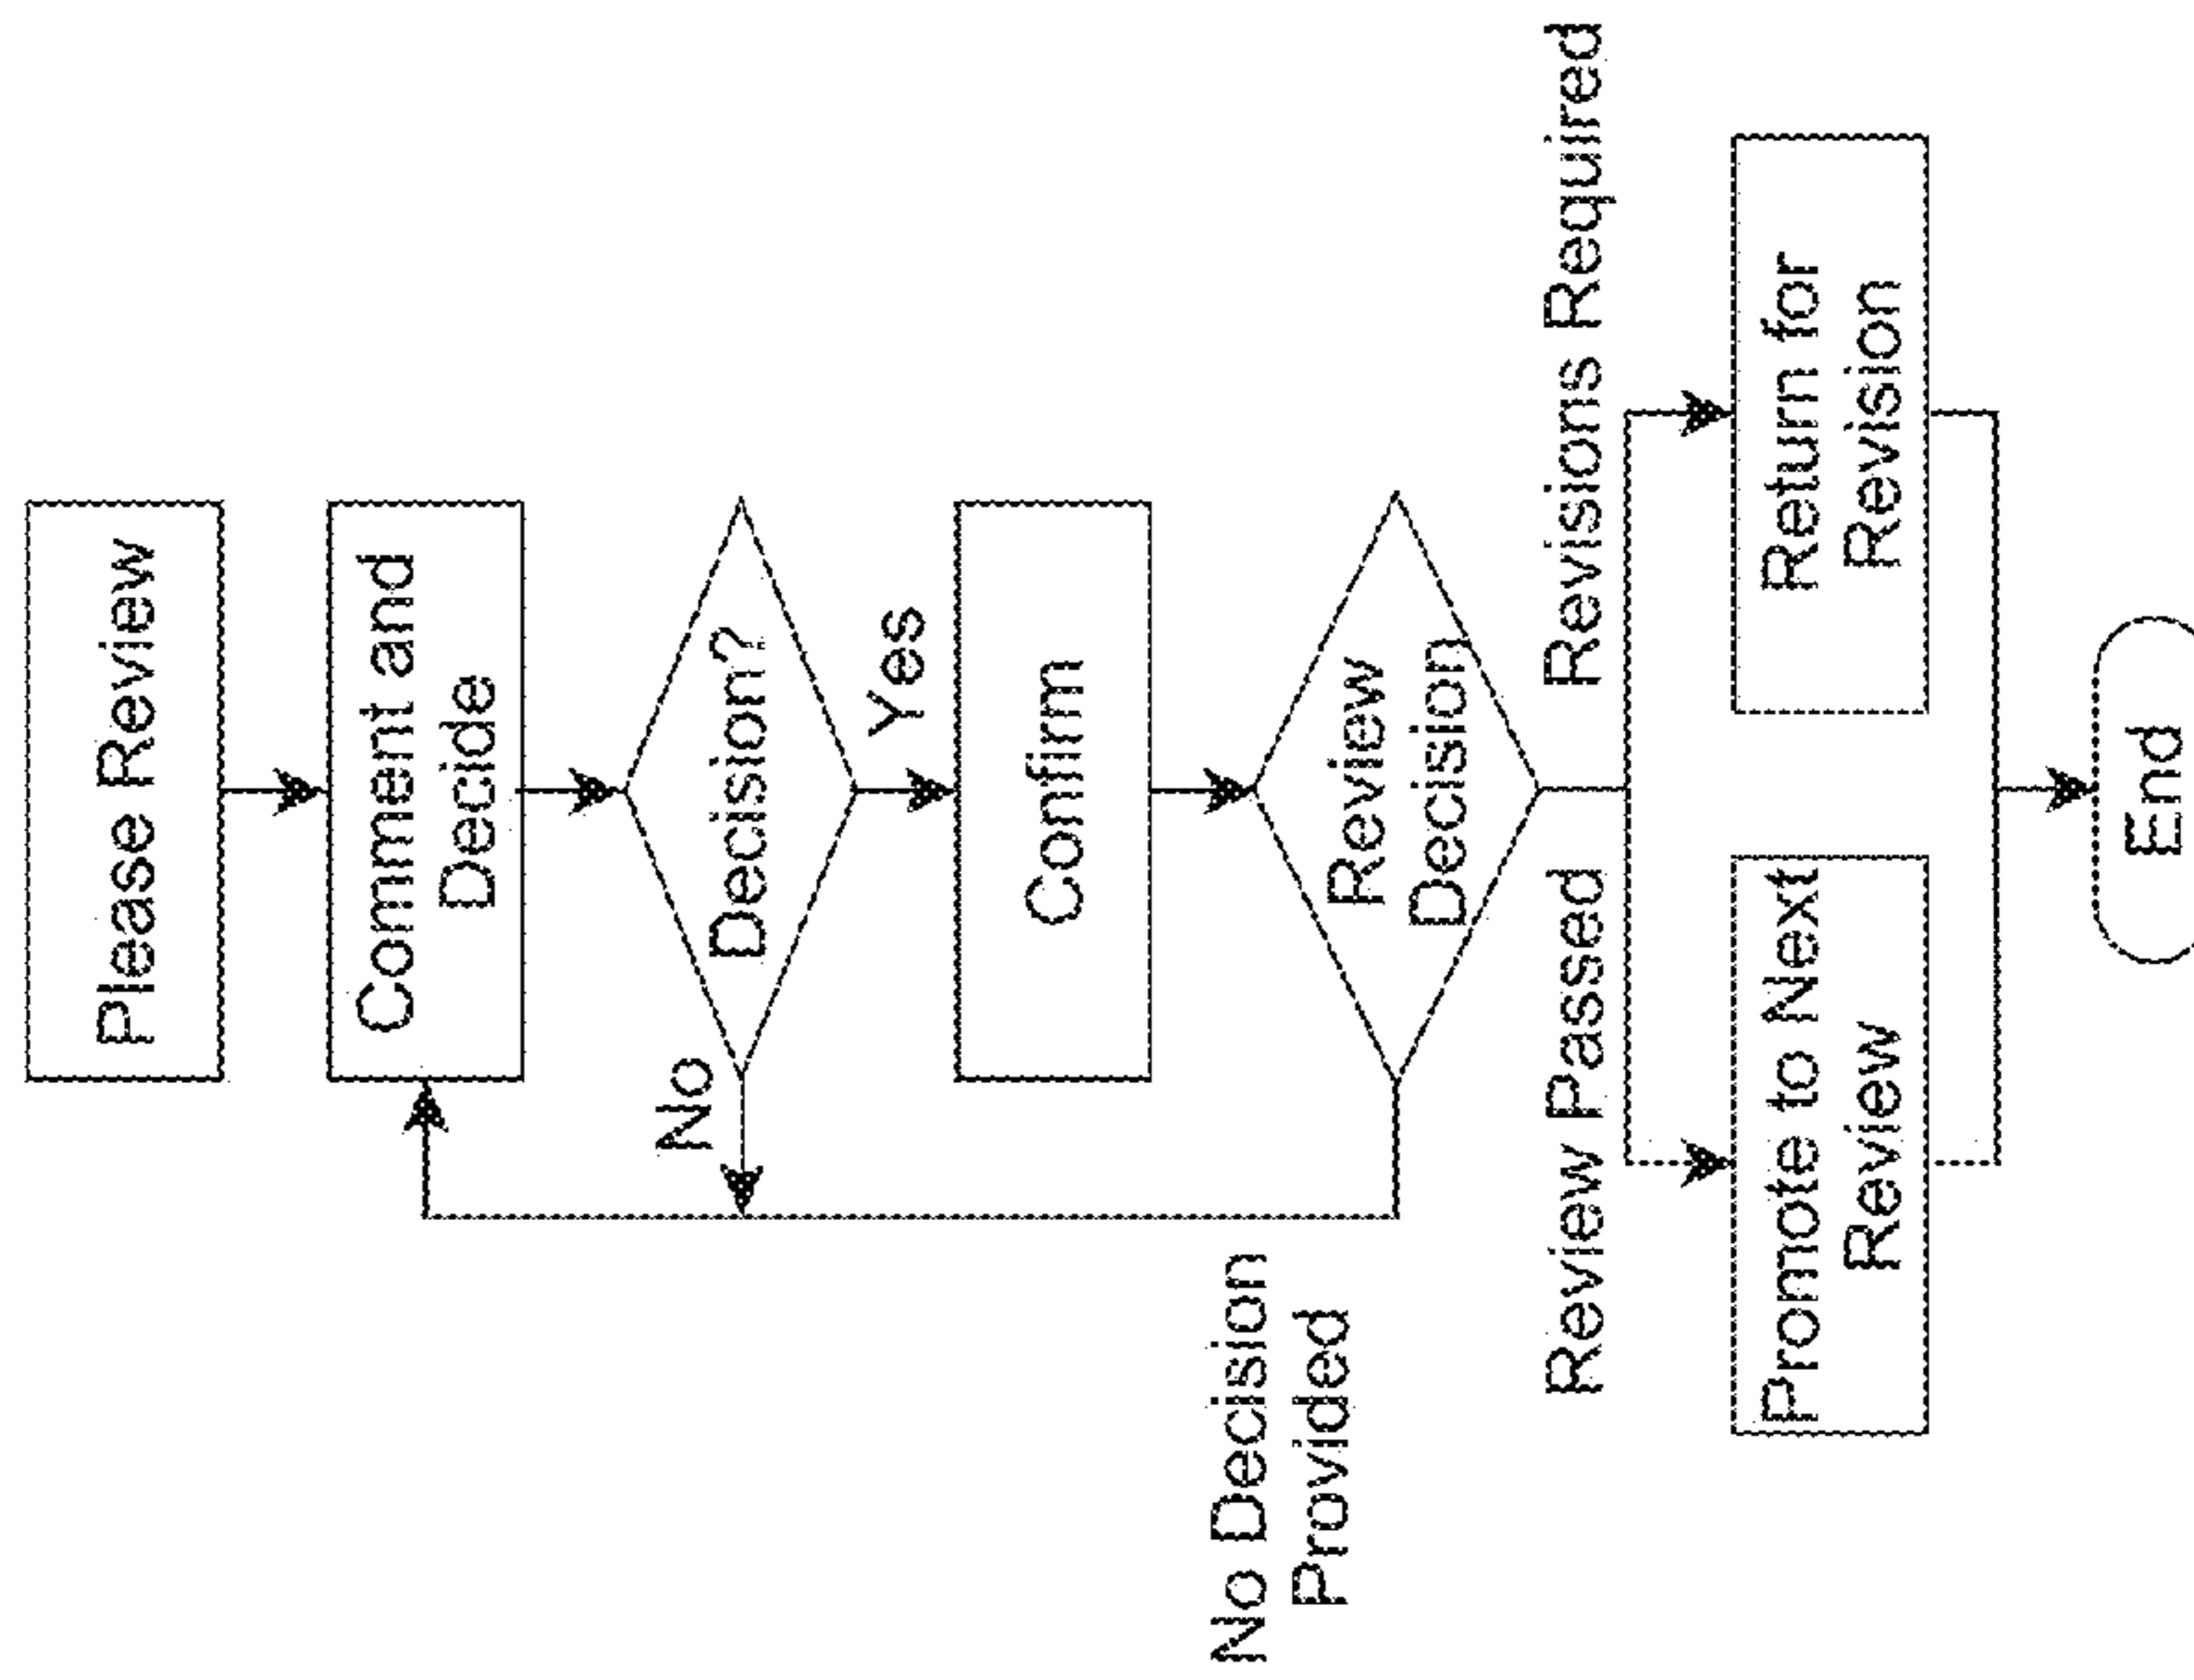 Please Review
Comment and
Decide
Decision?
No
Yes
Confirm
Review
Decision
No Decision
Provided
Review Passed
Revisions Required
Promote to Next
Review
Return for
Revision
End